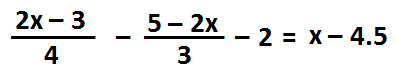 (2x – 3)/4 – (5 – 2x)/3 – 2 = x – 4.5